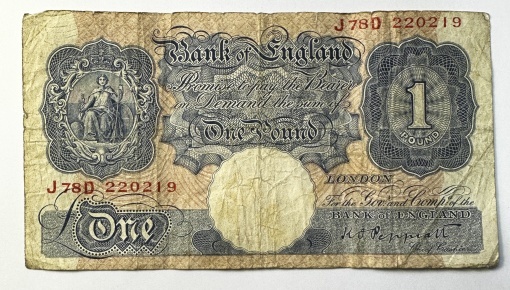 J78D 220219
Bank of England
Promise to pay the Bearer
on Demand the sum of
One Pound
1
POUND
J78D 220219
LONDON
For the Gov.r and Comp.a of the
BANK OF ENGLAND
One
K.O. Peppiatt